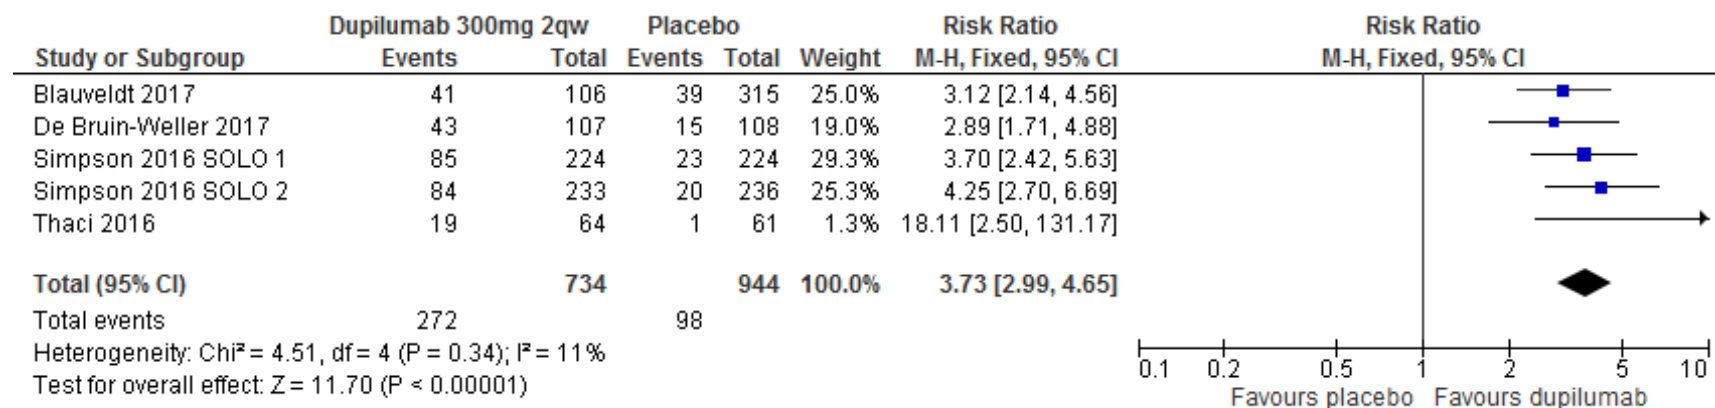 Dupilumab 300mg 2qw Placebo Risk Ratio Risk Ratio
Study or Subgroup Events Total Events Total Weight M-H, Fixed, 95% CI M-H, Fixed, 95% CI
Blauveldt 2017 41 106 39 315 25.0% 3.12 [2.14, 4.56]
De Bruin-Weller 2017 43 107 15 108 19.0% 2.89 [1.71, 4.88]
Simpson 2016 SOLO 1 85 224 23 224 29.3% 3.70 [2.42, 5.63]
Simpson 2016 SOLO 2 84 233 20 236 25.3% 4.25 [2.70, 6.69]
Thaci 2016 19 64 1 61 1.3% 18.11 [2.50, 131.17]
Total (95% CI) 734 944 100.0% 3.73 [2.99, 4.65]
Total events 272 98
Heterogeneity: Chi² = 4.51, df = 4 (P = 0.34); I² = 11%
Test for overall effect: Z = 11.70 (P < 0.00001)
0.1 0.2 0.5 1 2 5 10
Favours placebo Favours dupilumab